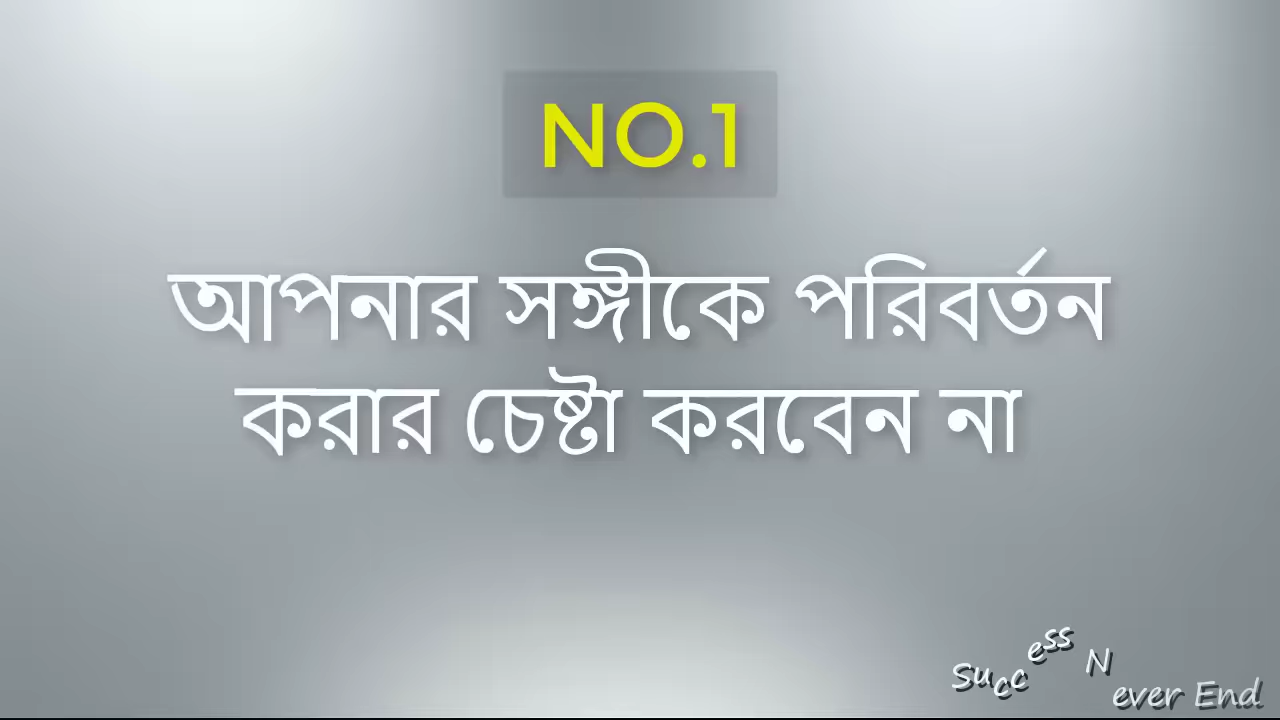 NO.1
আপনার সঙ্গীকে পরিবর্তন
করার চেষ্টা করবেন না
Success Never End